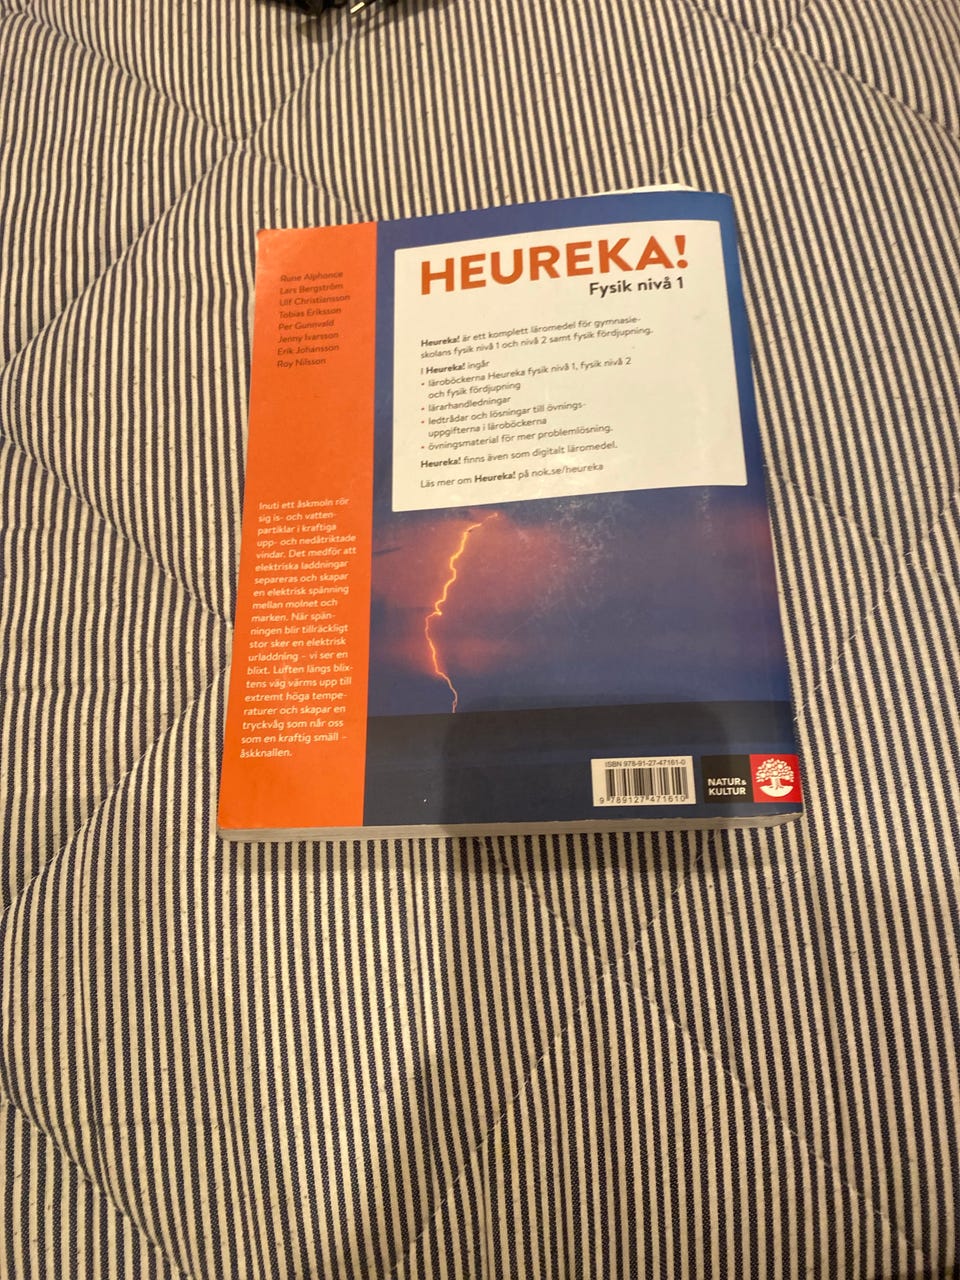 Rune Alphonce
Lars Bergström
Ulf Christiansson
Tobias Eriksson
Per Gunnvald
Jenny Ivarsson
Erik Johansson
Roy Nilsson
Inuti ett åskmoln rör
sig is- och vatten-
partiklar i kraftiga
upp- och nedåtriktade
vindar. Det medför att
elektriska laddningar
separeras och skapar
en elektrisk spänning
mellan molnet och
marken. När spän-
ningen blir tillräckligt
stor sker en elektrisk
urladdning – vi ser en
blixt. Luften längs blix-
tens väg värms upp till
extremt höga tempe-
raturer och skapar en
tryckvåg som når oss
som en kraftig smäll –
åskknallen.
HEUREKA!
Fysik nivå 1
Heureka! är ett komplett läromedel för gymnasie-
skolans fysik nivå 1 och nivå 2 samt fysik fördjupning.
I Heureka! ingår
• läroböckerna Heureka fysik nivå 1, fysik nivå 2
och fysik fördjupning
• lärarhandledningar
• ledtrådar och lösningar till övnings-
uppgifterna i läroböckerna
• övningsmaterial för mer problemlösning.
Heureka! finns även som digitalt läromedel.
Läs mer om Heureka! på nok.se/heureka
ISBN 978-91-27-47161-0
9 789127 471610
NATUR &
KULTUR